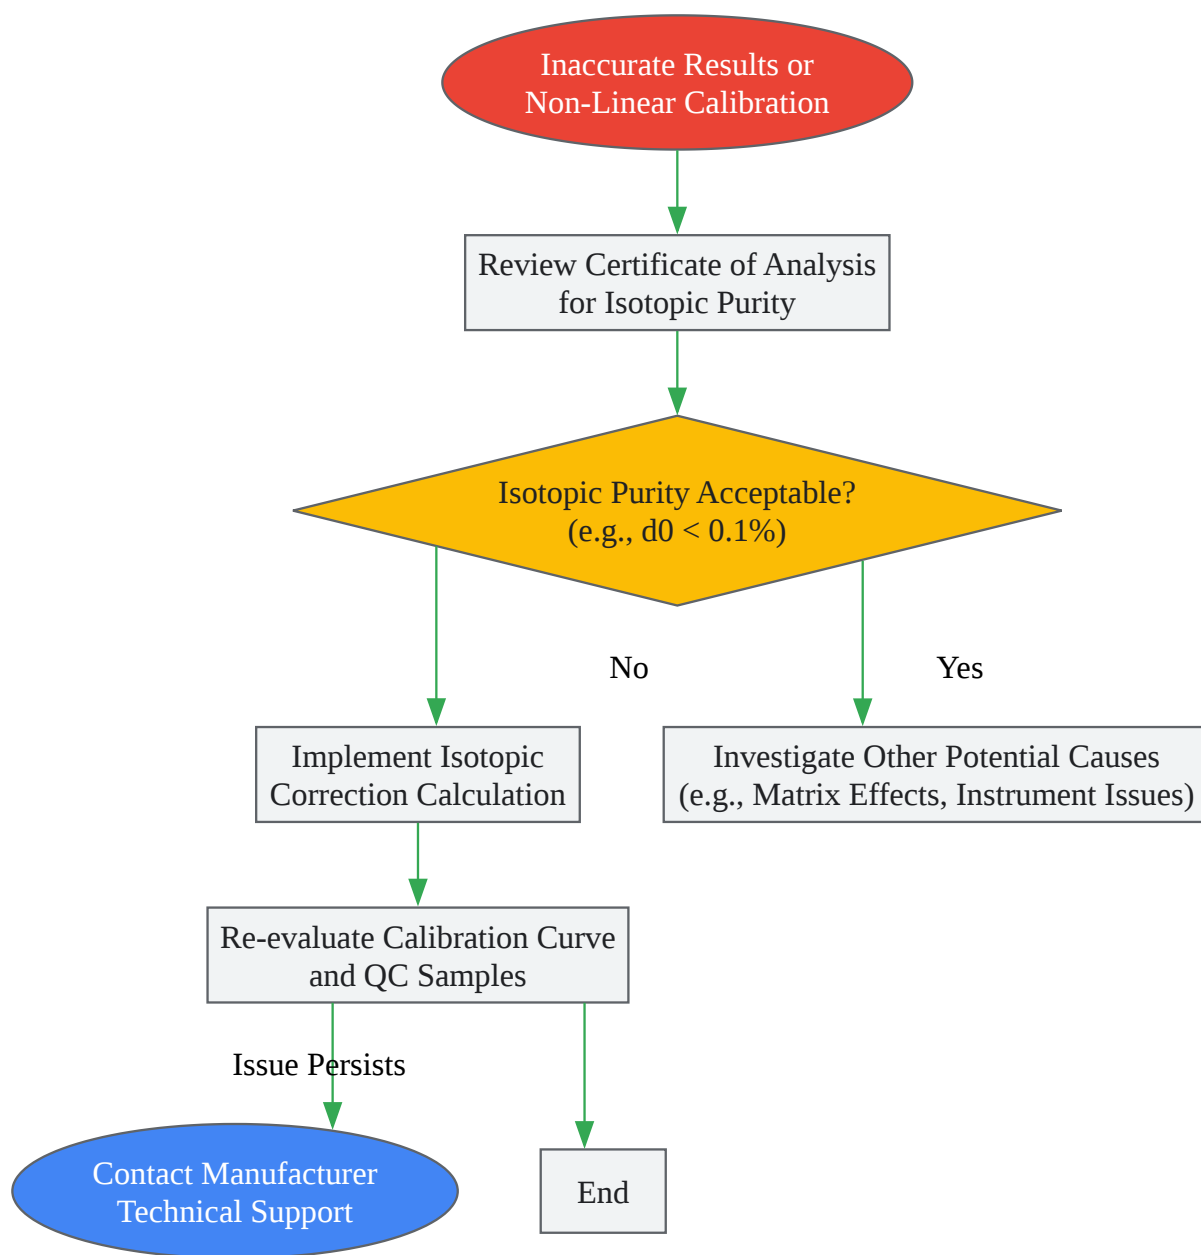 Inaccurate Results or
Non-Linear Calibration
Review Certificate of Analysis
for Isotopic Purity
Isotopic Purity Acceptable?
(e.g., d0 < 0.1%)
No
Yes
Implement Isotopic
Correction Calculation
Investigate Other Potential Causes
(e.g., Matrix Effects, Instrument Issues)
Re-evaluate Calibration Curve
and QC Samples
Issue Persists
Contact Manufacturer
Technical Support
End